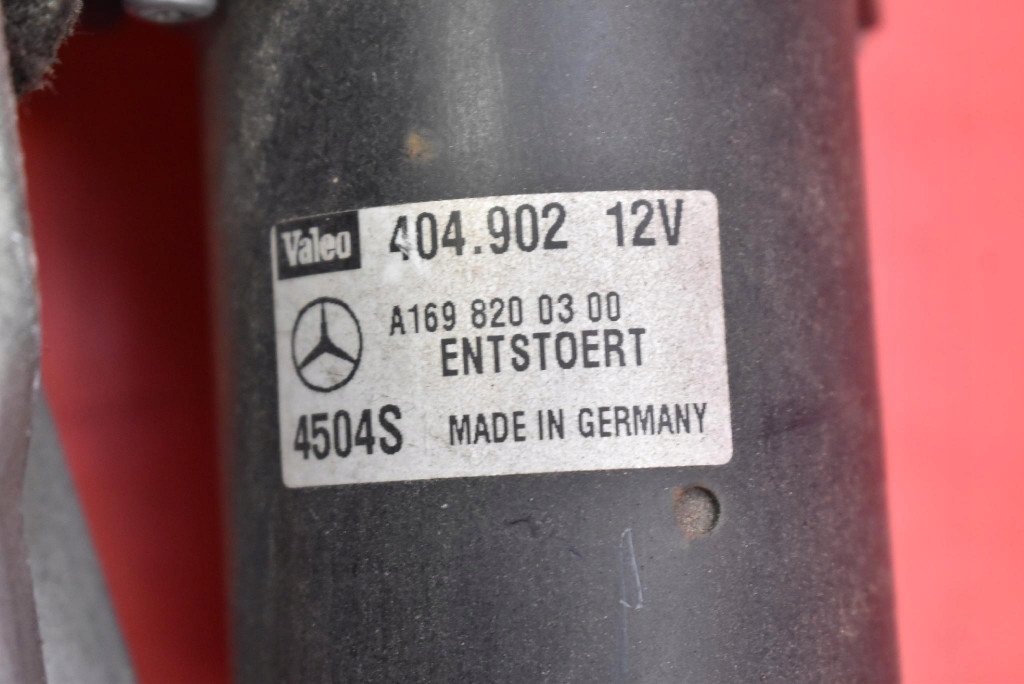 Valeo 404.902 12V
A169 820 03 00
ENTSTOERT
4504S MADE IN GERMANY